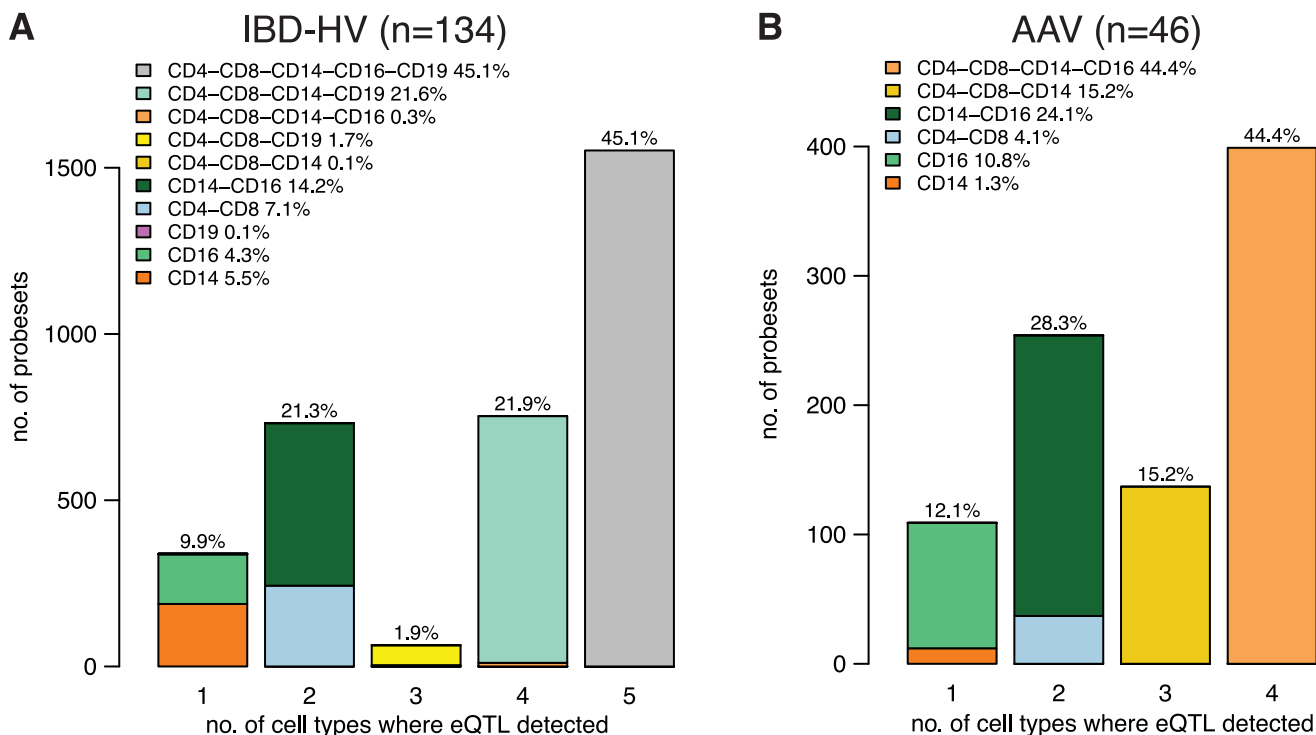 A
IBD-HV (n=134)
CD4–CD8–CD14–CD16–CD19 45.1%
CD4–CD8–CD14–CD19 21.6%
CD4–CD8–CD14–CD16 0.3%
CD4–CD8–CD19 1.7%
CD4–CD8–CD14 0.1%
CD14–CD16 14.2%
CD4–CD8 7.1%
CD19 0.1%
CD16 4.3%
CD14 5.5%
no. of probesets
1500
1000
500
0
9.9%
21.3%
1.9%
21.9%
45.1%
1 2 3 4 5
no. of cell types where eQTL detected
B
AAV (n=46)
CD4–CD8–CD14–CD16 44.4%
CD4–CD8–CD14 15.2%
CD14–CD16 24.1%
CD4–CD8 4.1%
CD16 10.8%
CD14 1.3%
no. of probesets
400
300
200
100
0
12.1%
28.3%
15.2%
44.4%
1 2 3 4
no. of cell types where eQTL detected